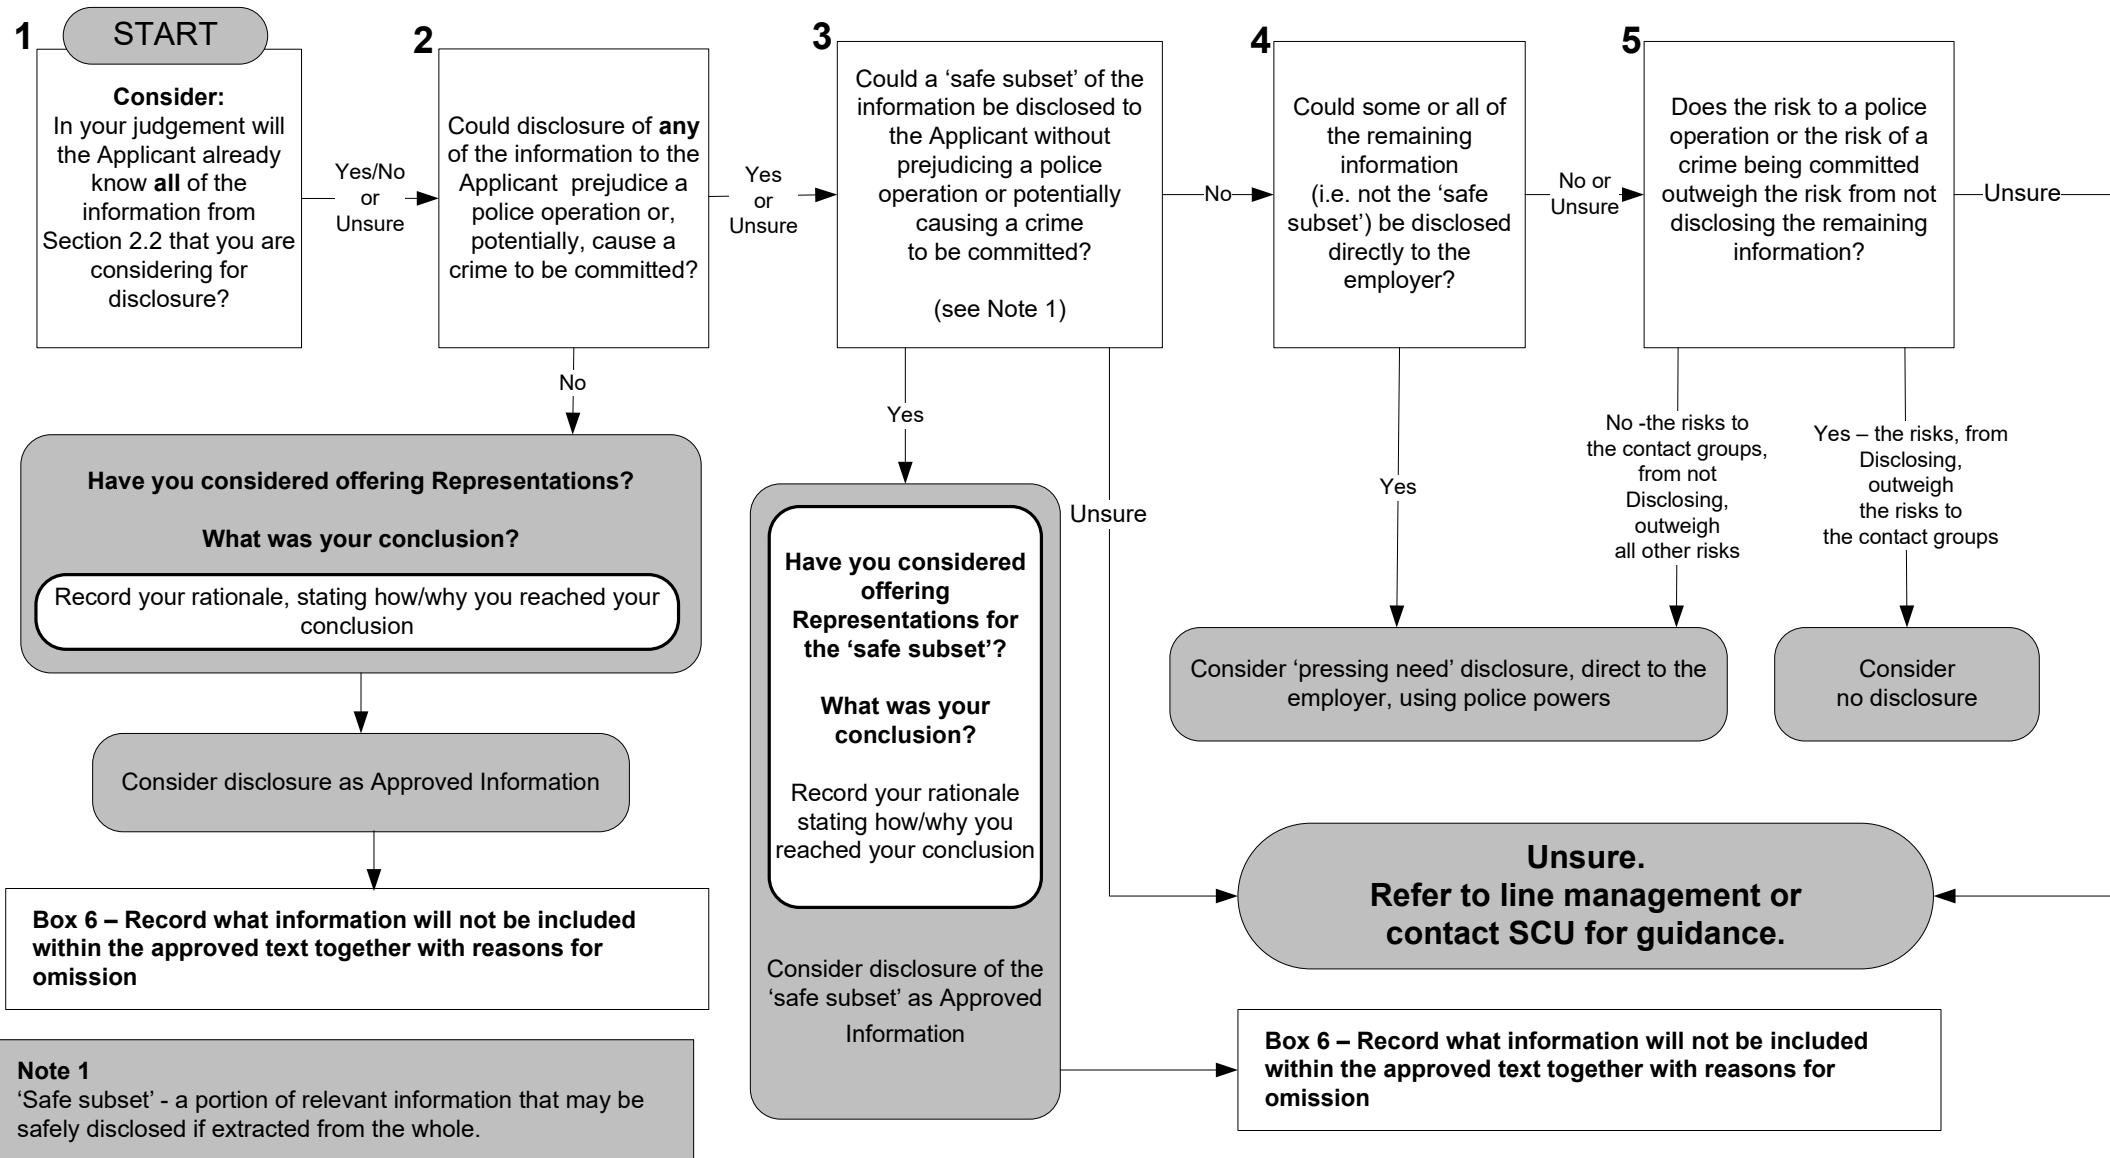 1
START
Consider:
In your judgement will
the Applicant already
know all of the
information from
Section 2.2 that you are
considering for
disclosure?
Yes/No
or
Unsure
2
Could disclosure of any
of the information to the
Applicant  prejudice a
police operation or,
potentially, cause a
crime to be committed?
Yes
or
Unsure
3
Could a ‘safe subset’ of the
information be disclosed to
the Applicant without
prejudicing a police
operation or potentially
causing a crime
to be committed?
(see Note 1)
No
4
Could some or all of
the remaining
information
(i.e. not the ‘safe
subset’) be disclosed
directly to the
employer?
No or
Unsure
5
Does the risk to a police
operation or the risk of a
crime being committed
outweigh the risk from not
disclosing the remaining
information?
Unsure
No
Have you considered offering Representations?
What was your conclusion?
Record your rationale, stating how/why you reached your
conclusion
Consider disclosure as Approved Information
Box 6 – Record what information will not be included
within the approved text together with reasons for
omission
Note 1
‘Safe subset’ - a portion of relevant information that may be
safely disclosed if extracted from the whole.
Yes
Have you considered
offering
Representations for
the ‘safe subset’?
What was your
conclusion?
Record your rationale
stating how/why you
reached your conclusion
Consider disclosure of the
‘safe subset’ as Approved
Information
Unsure
Yes
No -the risks to
the contact groups,
from not
Disclosing,
outweigh
all other risks
Yes – the risks, from
Disclosing,
outweigh
the risks to
the contact groups
Consider ‘pressing need’ disclosure, direct to the
employer, using police powers
Consider
no disclosure
Unsure.
Refer to line management or
contact SCU for guidance.
Box 6 – Record what information will not be included
within the approved text together with reasons for
omission